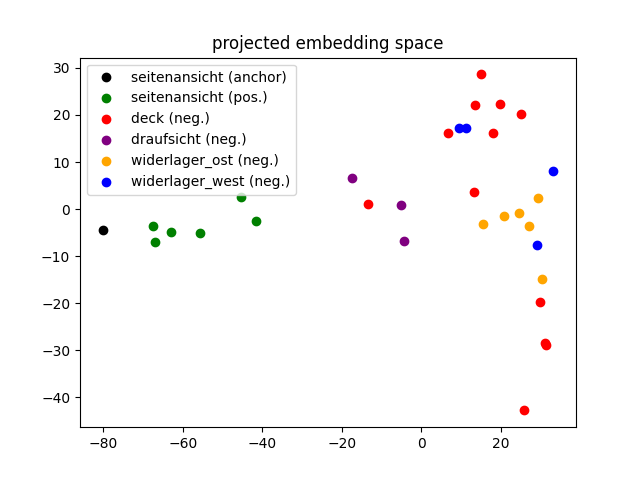 projected embedding space
seitenansicht (anchor)
seitenansicht (pos.)
deck (neg.)
draufsicht (neg.)
widerlager_ost (neg.)
widerlager_west (neg.)
30
20
10
0
−10
−20
−30
−40
−80 −60 −40 −20 0 20